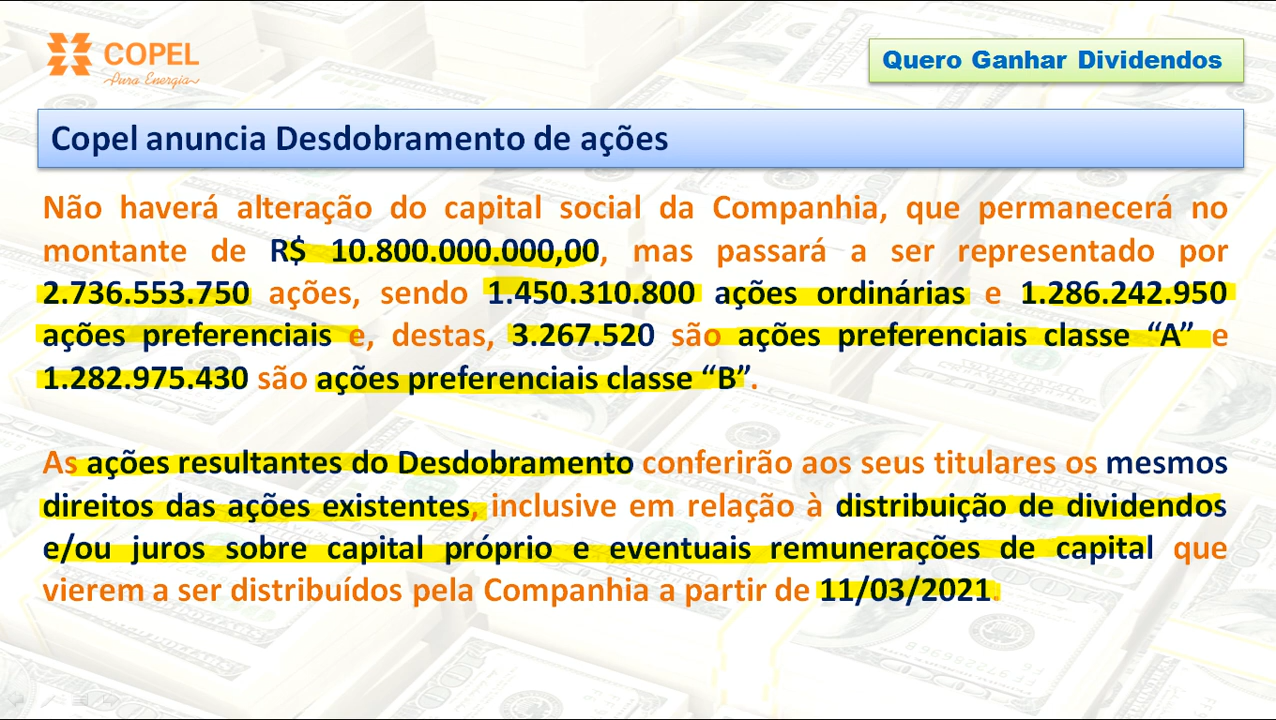 COPEL
Pura Energia
Quero Ganhar Dividendos
Copel anuncia Desdobramento de ações
Não haverá alteração do capital social da Companhia, que permanecerá no
montante de R$ 10.800.000.000,00, mas passará a ser representado por
2.736.553.750 ações, sendo 1.450.310.800 ações ordinárias e 1.286.242.950
ações preferenciais e, destas, 3.267.520 são ações preferenciais classe “A” e
1.282.975.430 são ações preferenciais classe “B”.
As ações resultantes do Desdobramento conferirão aos seus titulares os mesmos
direitos das ações existentes, inclusive em relação à distribuição de dividendos
e/ou juros sobre capital próprio e eventuais remunerações de capital que
vierem a ser distribuídos pela Companhia a partir de 11/03/2021.